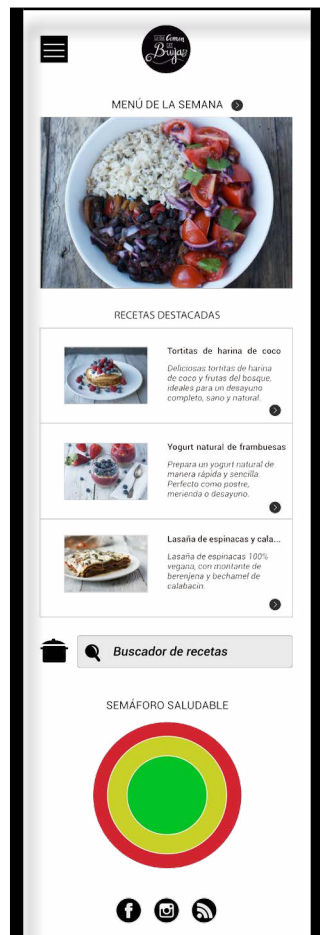 Comen
Brujas
MENÚ DE LA SEMANA
RECETAS DESTACADAS
Tortitas de harina de coco
Deliciosas tortitas de harina
de coco y frutas del bosque,
ideales para un desayuno
completo, sano y natural.
Yogurt natural de frambuesas
Prepara un yogurt natural de
manera rápida y sencilla.
Perfecto como postre,
merienda o desayuno.
Lasaña de espinacas y cala...
Lasaña de espinacas 100%
vegana, con montante de
berenjena y bechamel de
calabacín.
Buscador de recetas
SEMÁFORO SALUDABLE